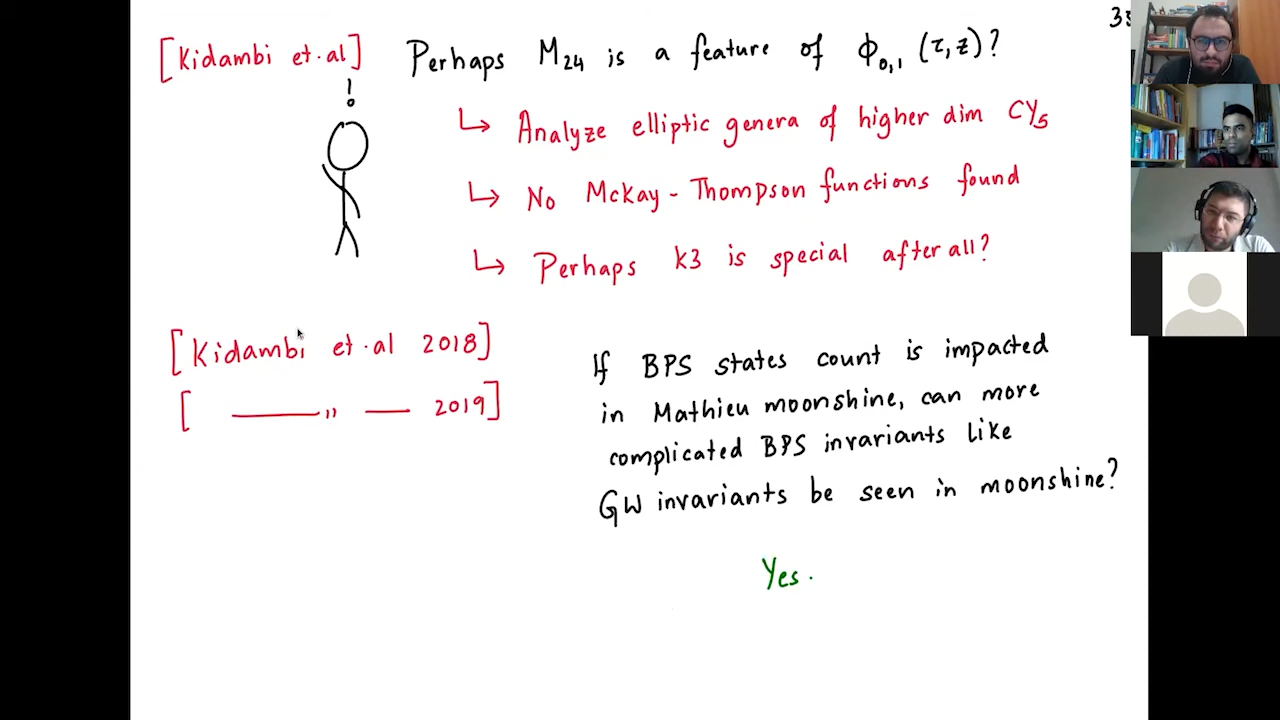 [Kidambi et.al] Perhaps M24 is a feature of ϕ0,1 (τ,z)?
!
↳ Analyze elliptic genera of higher dim CY5
↳ No McKay-Thompson functions found
↳ Perhaps K3 is special after all?
[Kidambi et.al 2018]
[ ——— ,, —— 2019]
If BPS states count is impacted
in Mathieu moonshine, can more
complicated BPS invariants like
GW invariants be seen in moonshine?
Yes.